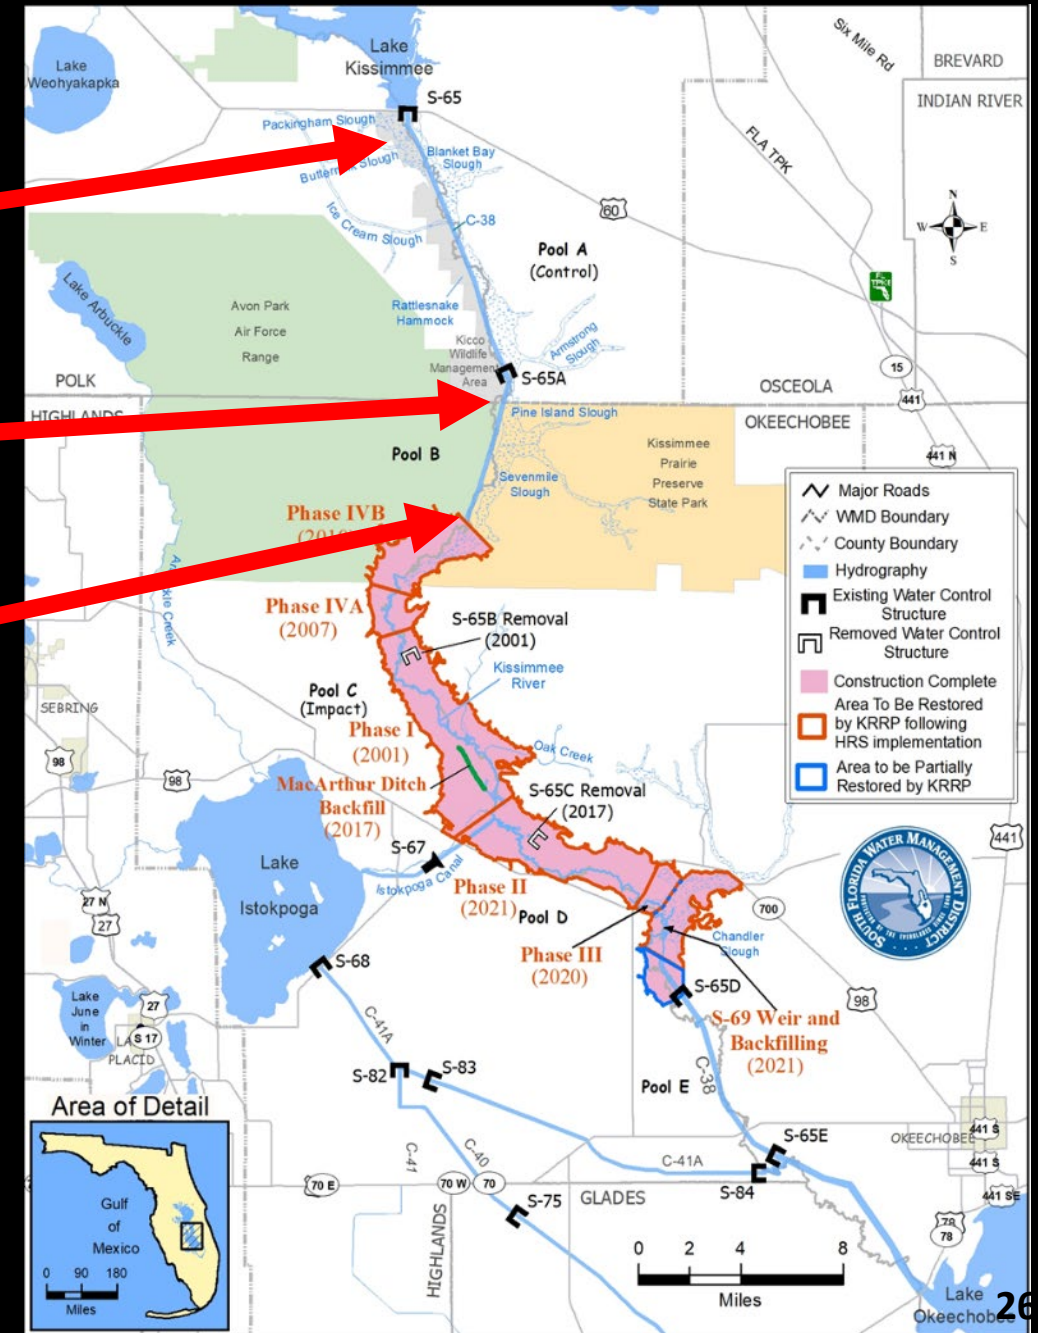 Lake
Weohyakapka
Lake
Kissimmee
S-65
Six Mile Rd
BREVARD
INDIAN RIVER
FLA TPK
Packingham Slough
Slough
Blanket Bay
Slough
Ice Cream Slough
C-38
60
Pool A
(Control)
N
W
E
S
Lake Arbuckle
Avon Park
Air Force
Range
Rattlesnake
Hammock
Kicco
Wildlife
Management
Area
Armstrong
Slough
S-65A
15
POLK
OSCEOLA
441
HIGHLANDS
OKEECHOBEE
Pine Island Slough
441 N
Pool B
Kissimmee
Prairie
Preserve
State Park
Sevenmile
Slough
Phase IVB
Major Roads
WMD Boundary
County Boundary
Hydrography
Existing Water Control
Structure
Removed Water Control
Structure
Construction Complete
Area To Be Restored
by KRRP following
HRS implementation
Area to be Partially
Restored by KRRP
Creek
Phase IVA
(2007)
S-65B Removal
(2001)
Kissimmee
River
Pool C
(Impact)
SEBRING
Phase I
(2001)
Oak Creek
98
98
MacArthur Ditch
Backfill
(2017)
S-65C Removal
(2017)
S-67
Istokpoga Canal
441
SOUTH FLORIDA WATER MANAGEMENT DISTRICT
Lake
Istokpoga
Phase II
(2021)
Pool D
700
27 N
27
Phase III
(2020)
Chandler
Slough
S-68
S-65D
98
Lake
June
in
Winter
27
S 17
PLACID
C-41A
S-69 Weir and
Backfilling
(2021)
S-82
S-83
C-38
Pool E
Area of Detail
Gulf
of
Mexico
0 90 180
Miles
C-41
C-40
S-65E
OKEECHOBEE
441 S
441 S
441 SE
C-41A
S-84
70 E
70 W
70
GLADES
S-75
HIGHLANDS
78
78
0 2 4 8
Miles
Lake
Okeechobee
26